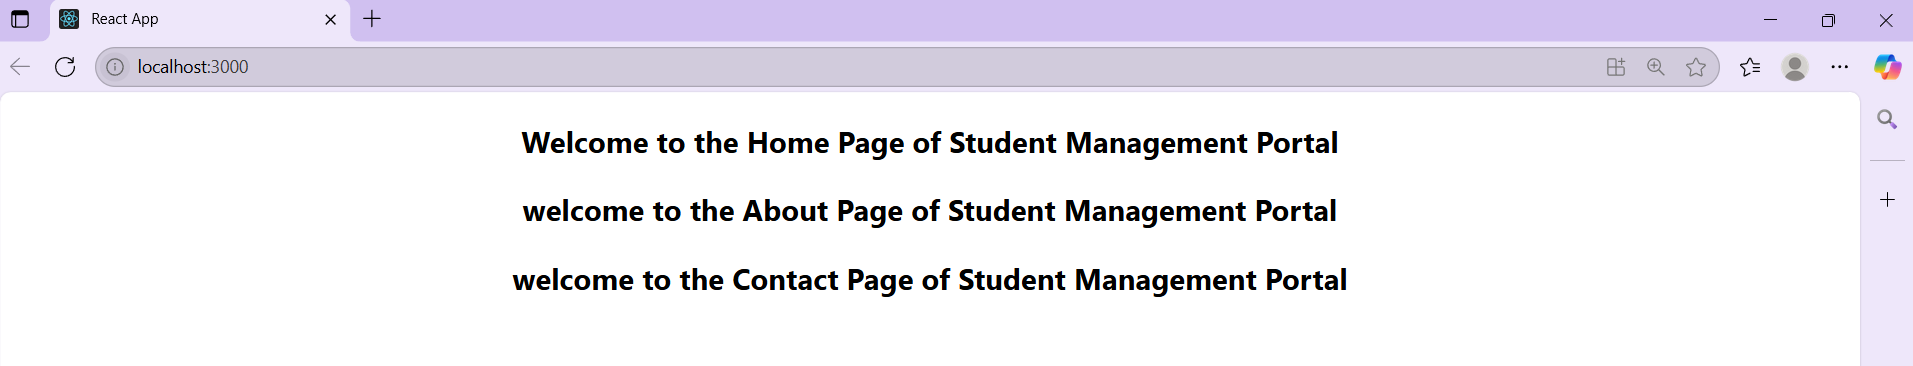 React App
localhost:3000
Welcome to the Home Page of Student Management Portal
welcome to the About Page of Student Management Portal
welcome to the Contact Page of Student Management Portal